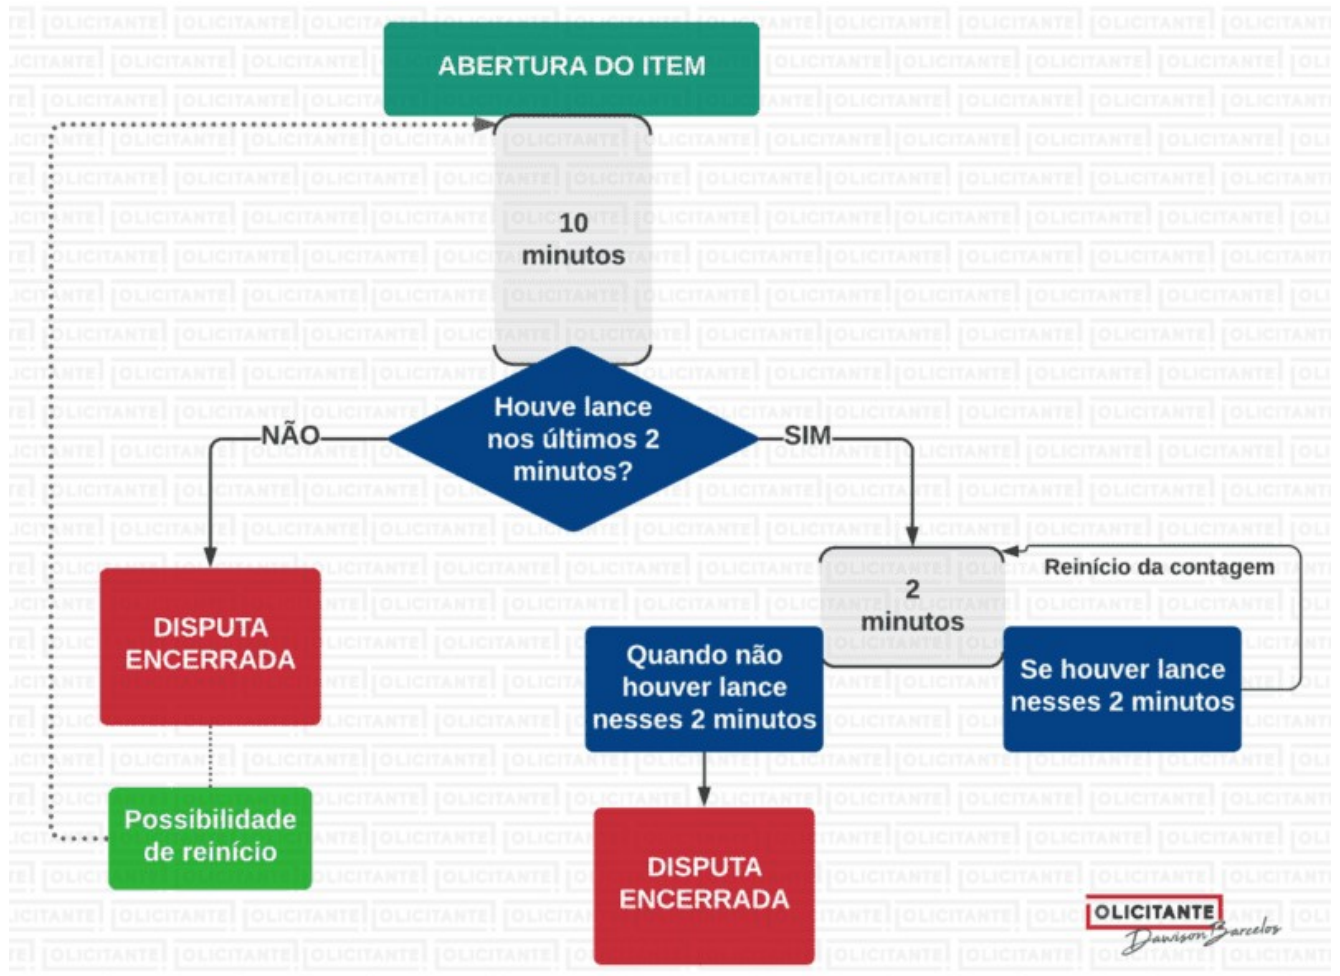 ABERTURA DO ITEM
10
minutos
Houve lance
nos últimos 2
minutos?
NÃO
SIM
DISPUTA
ENCERRADA
Possibilidade
de reinício
2
minutos
Reinício da contagem
Quando não
houver lance
nesses 2 minutos
Se houver lance
nesses 2 minutos
DISPUTA
ENCERRADA
OLICITANTE
Dawison Barcelos